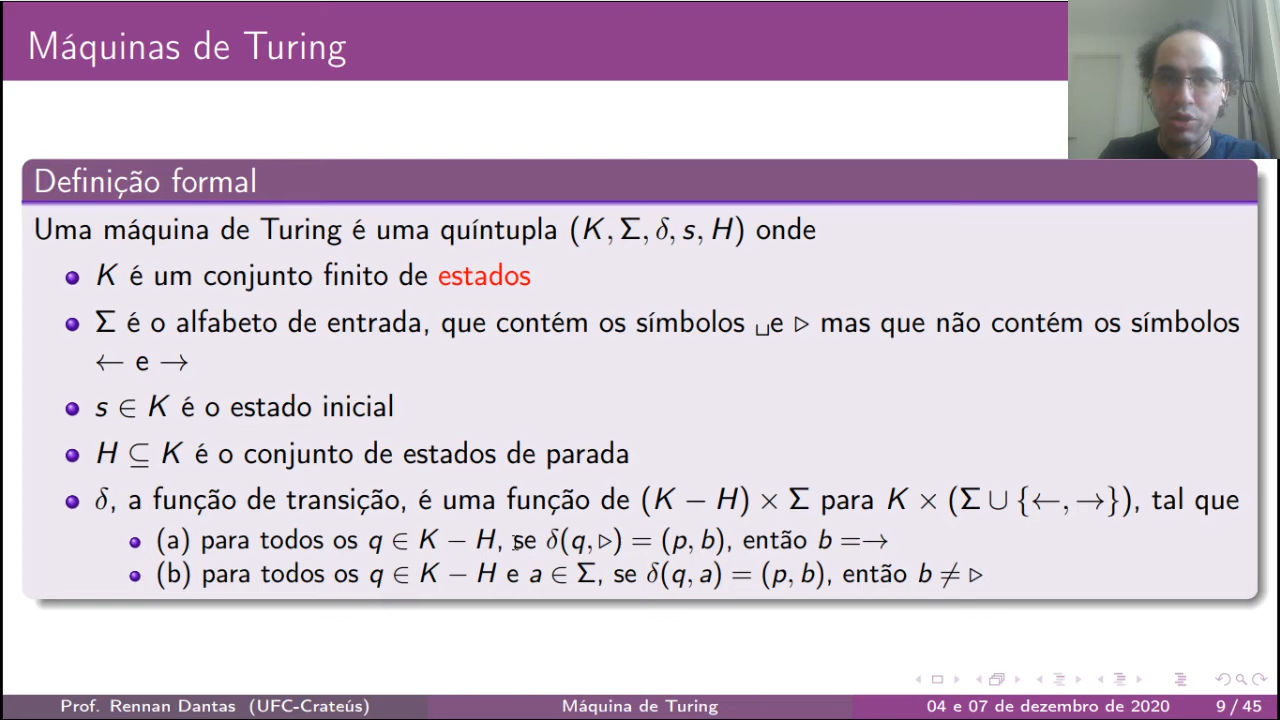 Máquinas de Turing
Definição formal
Uma máquina de Turing é uma quíntupla (K, Σ, δ, s, H) onde
K é um conjunto finito de estados
Σ é o alfabeto de entrada, que contém os símbolos ␣e ▷ mas que não contém os símbolos
← e →
s ∈ K é o estado inicial
H ⊆ K é o conjunto de estados de parada
δ, a função de transição, é uma função de (K − H) × Σ para K × (Σ ∪ {←, →}), tal que
(a) para todos os q ∈ K − H, se δ(q, ▷) = (p, b), então b =→
(b) para todos os q ∈ K − H e a ∈ Σ, se δ(q, a) = (p, b), então b ≠ ▷
Prof. Rennan Dantas (UFC-Crateús) Máquina de Turing 04 e 07 de dezembro de 2020 9 / 45